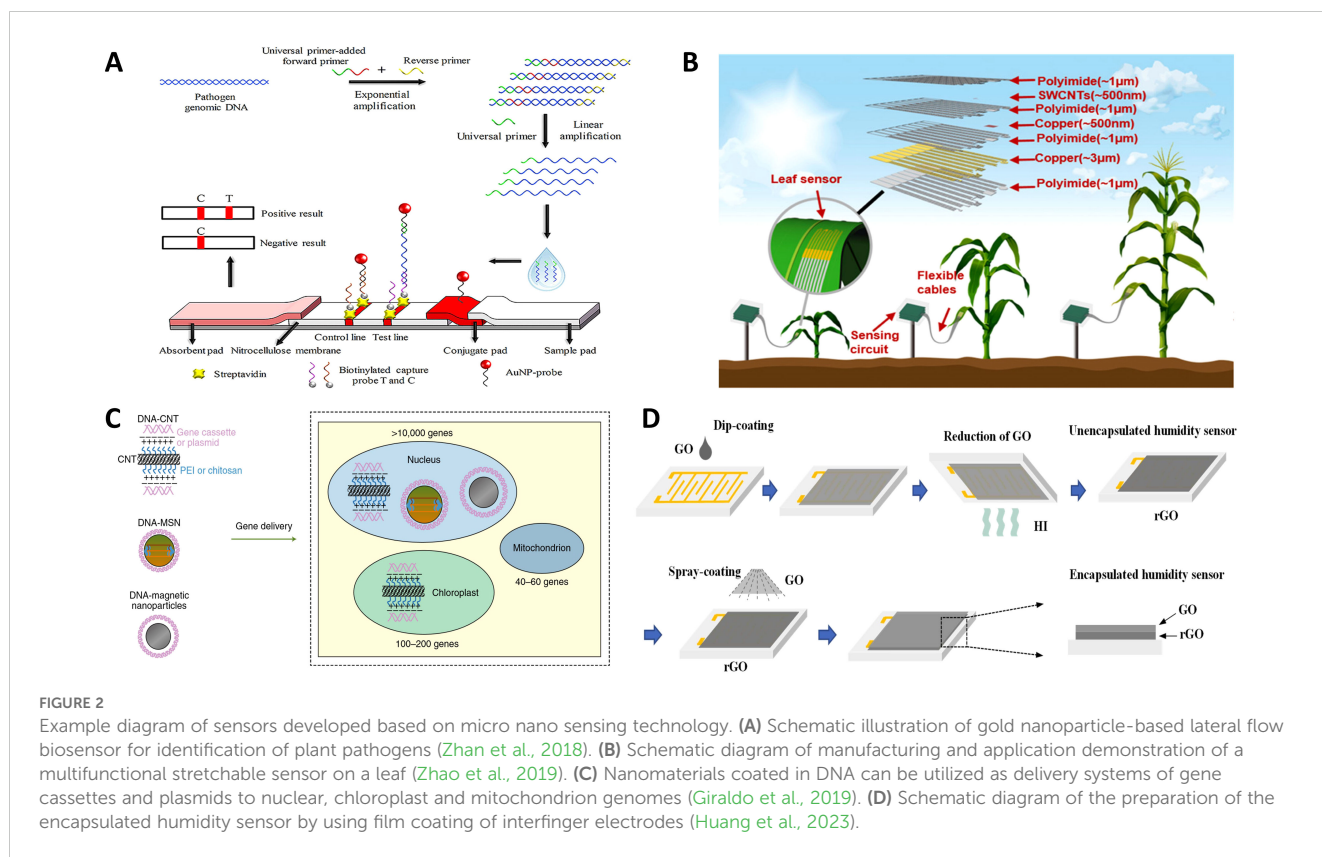 A
Universal primer-added
forward primer
Reverse primer
+
Pathogen
genomic DNA
Exponential
amplification
Universal primer
Linear
amplification
C T
Positive result
C
Negative result
Control line Test line
Absorbent pad
Nitrocellulose membrane
Conjugate pad
Sample pad
Streptavidin
Biotinylated capture
probe T and C
AuNP-probe
B
Polyimide(~1μm)
SWCNTs(~500nm)
Polyimide(~1μm)
Copper(~500nm)
Polyimide(~1μm)
Copper(~3μm)
Polyimide(~1μm)
Leaf sensor
Flexible
cables
Sensing
circuit
C
DNA-CNT
Gene cassette
or plasmid
CNT
PEI or chitosan
DNA-MSN
DNA-magnetic
nanoparticles
Gene delivery
>10,000 genes
Nucleus
Mitochondrion
40–60 genes
Chloroplast
100–200 genes
D
Dip-coating
GO
Reduction of GO
HI
Unencapsulated humidity sensor
rGO
Spray-coating
GO
rGO
Encapsulated humidity sensor
GO
rGO
FIGURE 2
Example diagram of sensors developed based on micro nano sensing technology. (A) Schematic illustration of gold nanoparticle-based lateral flow
biosensor for identification of plant pathogens (Zhan et al., 2018). (B) Schematic diagram of manufacturing and application demonstration of a
multifunctional stretchable sensor on a leaf (Zhao et al., 2019). (C) Nanomaterials coated in DNA can be utilized as delivery systems of gene
cassettes and plasmids to nuclear, chloroplast and mitochondrion genomes (Giraldo et al., 2019). (D) Schematic diagram of the preparation of the
encapsulated humidity sensor by using film coating of interfinger electrodes (Huang et al., 2023).